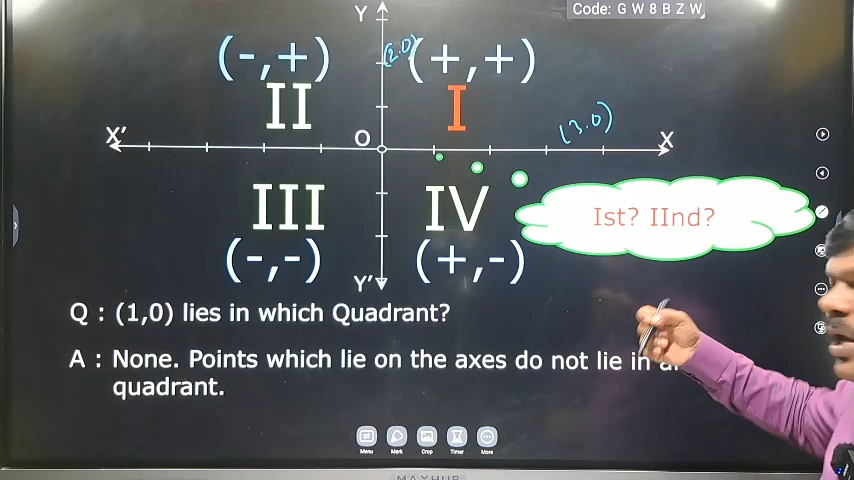 Code: G W 8 B Z W
Y
(-,+)
(2.0)
(+,+)
II
I
(3.0)
X'
O
X
III
IV
Ist? IInd?
(-,-)
(+,-)
Y'
Q : (1,0) lies in which Quadrant?
A : None. Points which lie on the axes do not lie in
quadrant.
Menu
Mark
Crop
Timer
More
MAXHUB